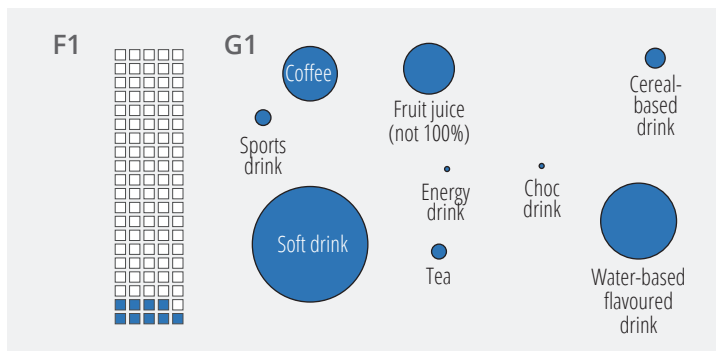 F1
G1
Coffee
Fruit juice
(not 100%)
Cereal-
based
drink
Sports
drink
Energy
drink
Choc
drink
Soft drink
Tea
Water-based
flavoured
drink